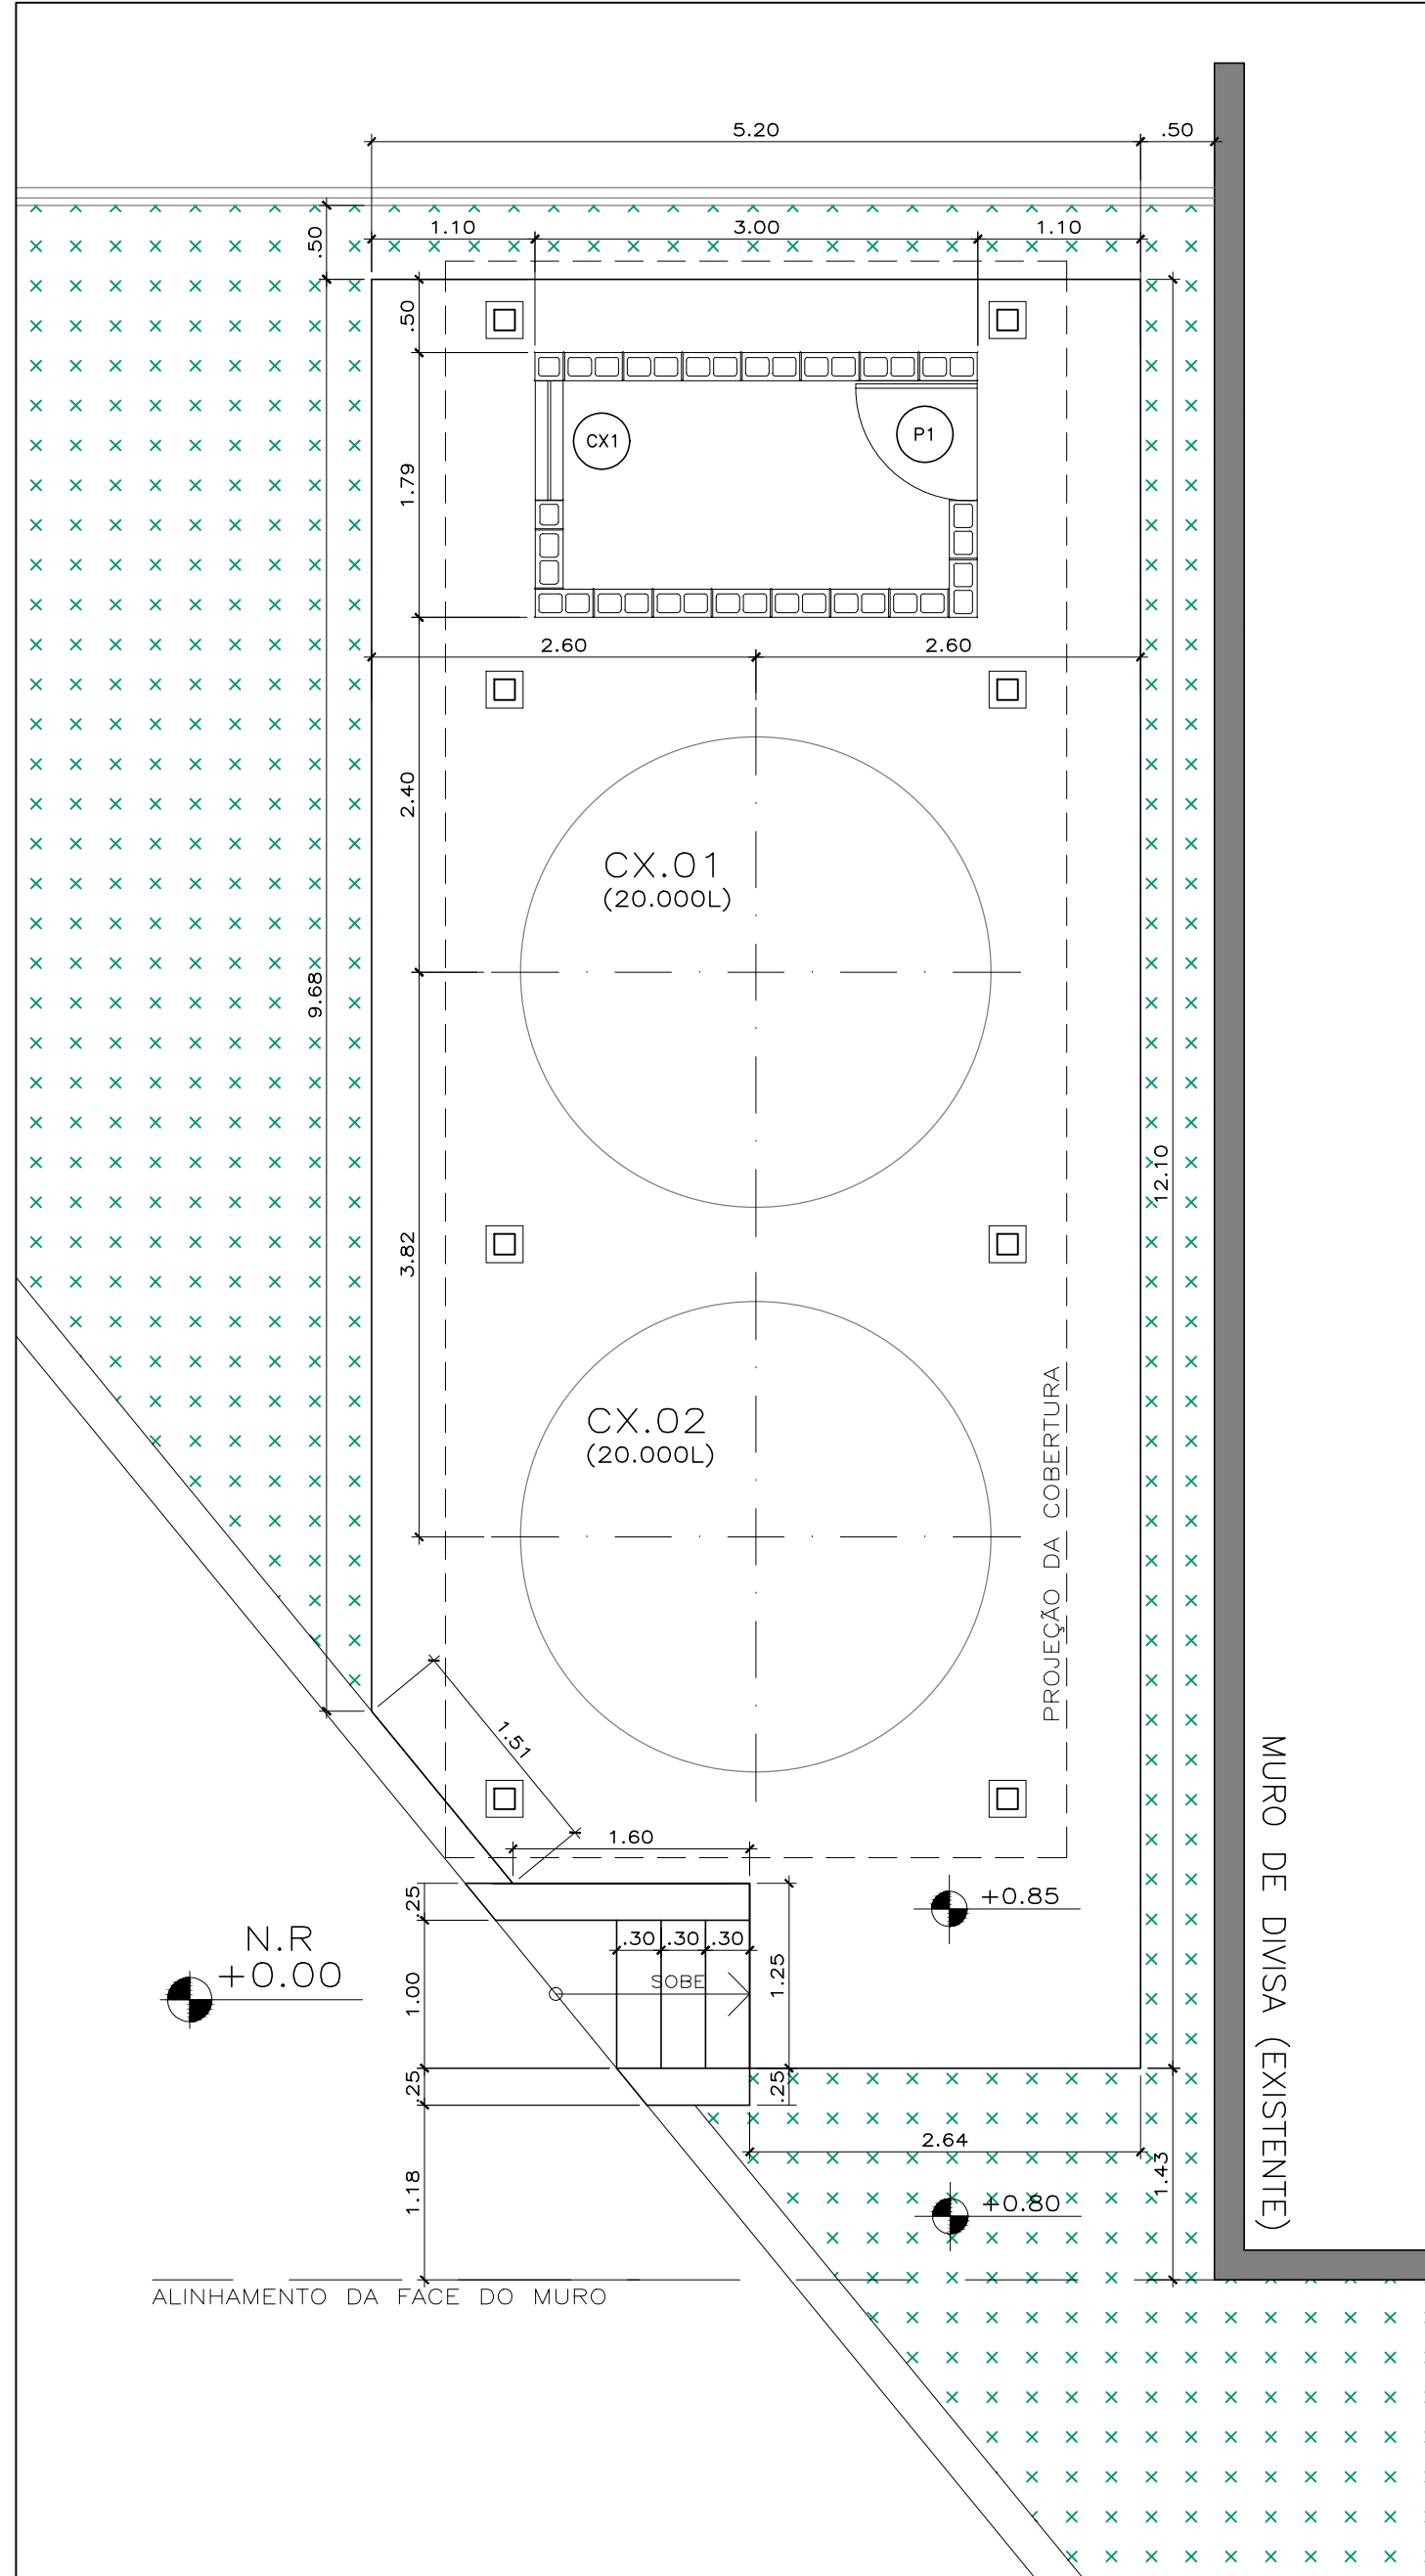 5.20
.50
.50
1.10
3.00
1.10
.50
CX1
P1
1.79
2.60
2.60
2.40
CX.01
(20.000L)
9.68
12.10
3.82
CX.02
(20.000L)
PROJEÇÃO DA COBERTURA
1.51
1.60
MURO DE DIVISA (EXISTENTE)
.25
+0.85
N.R
+0.00
.30
.30
.30
SOBE
1.00
1.25
.25
.25
2.64
1.18
1.43
+0.80
ALINHAMENTO DA FACE DO MURO